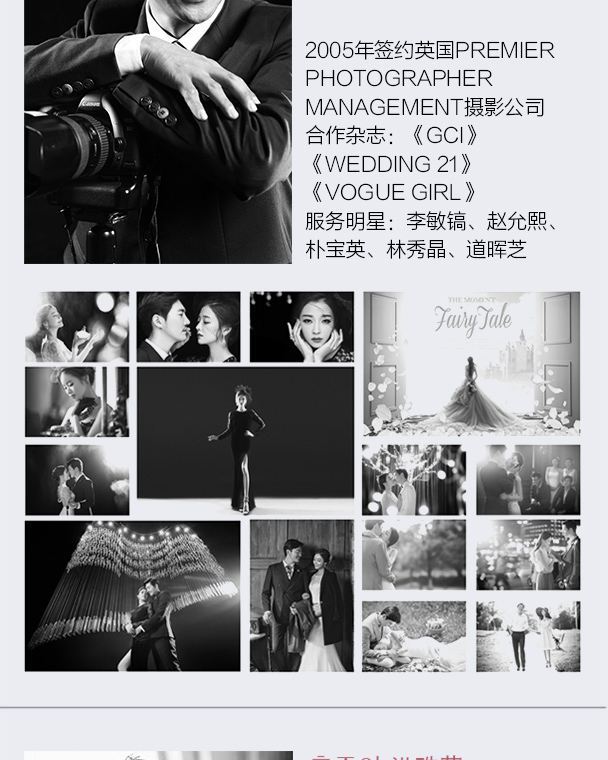 2005年签约英国PREMIER
PHOTOGRAPHER
MANAGEMENT摄影公司
合作杂志：《GCI》
《WEDDING 21》
《VOGUE GIRL》
服务明星：李敏镐、赵允熙、
朴宝英、林秀晶、道晖芝
Canon
THE MOMENT
Fairy Tale